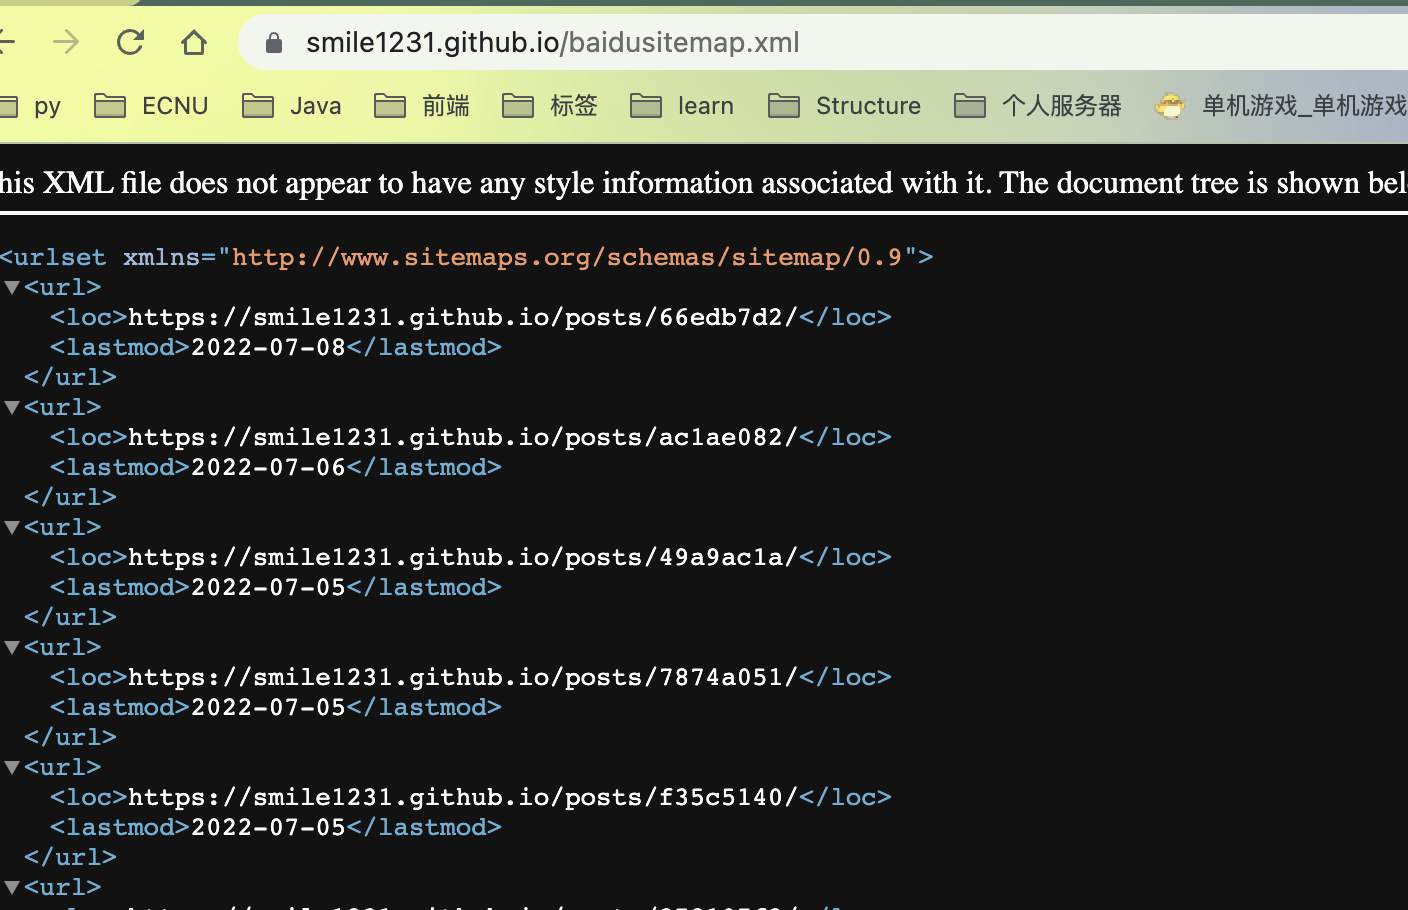 smile1231.github.io/baidusitemap.xml
py ECNU Java 前端 标签 learn Structure 个人服务器 单机游戏_单机游戏
his XML file does not appear to have any style information associated with it. The document tree is shown bel
<urlset xmlns="http://www.sitemaps.org/schemas/sitemap/0.9">
▼<url>
<loc>https://smile1231.github.io/posts/66edb7d2/</loc>
<lastmod>2022-07-08</lastmod>
</url>
▼<url>
<loc>https://smile1231.github.io/posts/ac1ae082/</loc>
<lastmod>2022-07-06</lastmod>
</url>
▼<url>
<loc>https://smile1231.github.io/posts/49a9ac1a/</loc>
<lastmod>2022-07-05</lastmod>
</url>
▼<url>
<loc>https://smile1231.github.io/posts/7874a051/</loc>
<lastmod>2022-07-05</lastmod>
</url>
▼<url>
<loc>https://smile1231.github.io/posts/f35c5140/</loc>
<lastmod>2022-07-05</lastmod>
</url>
▼<url>